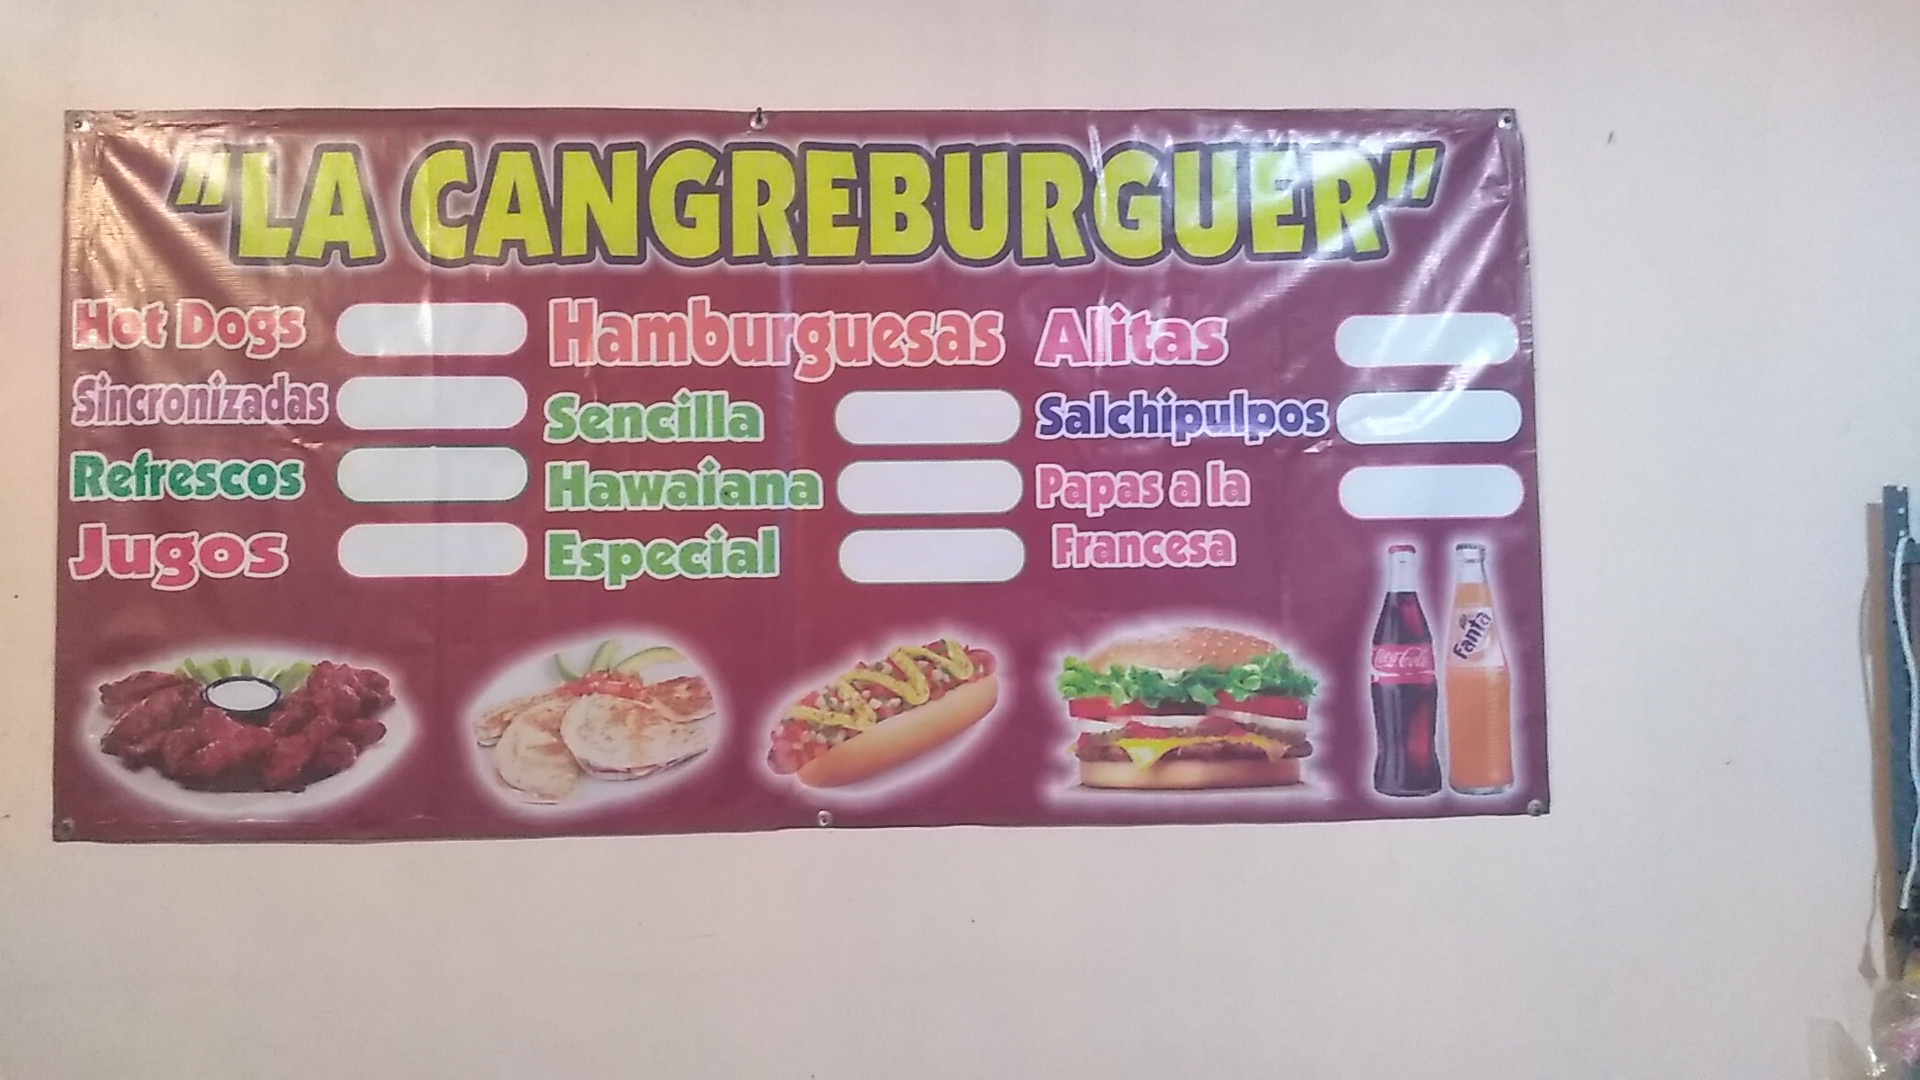 "LA CANGREBURGUER"
Hot Dogs
Sincronizadas
Refrescos
Jugos
Hamburguesas
Sencilla
Hawaiana
Especial
Alitas
Salchipulpos
Papas a la
Francesa
Coca-Cola
Fanta